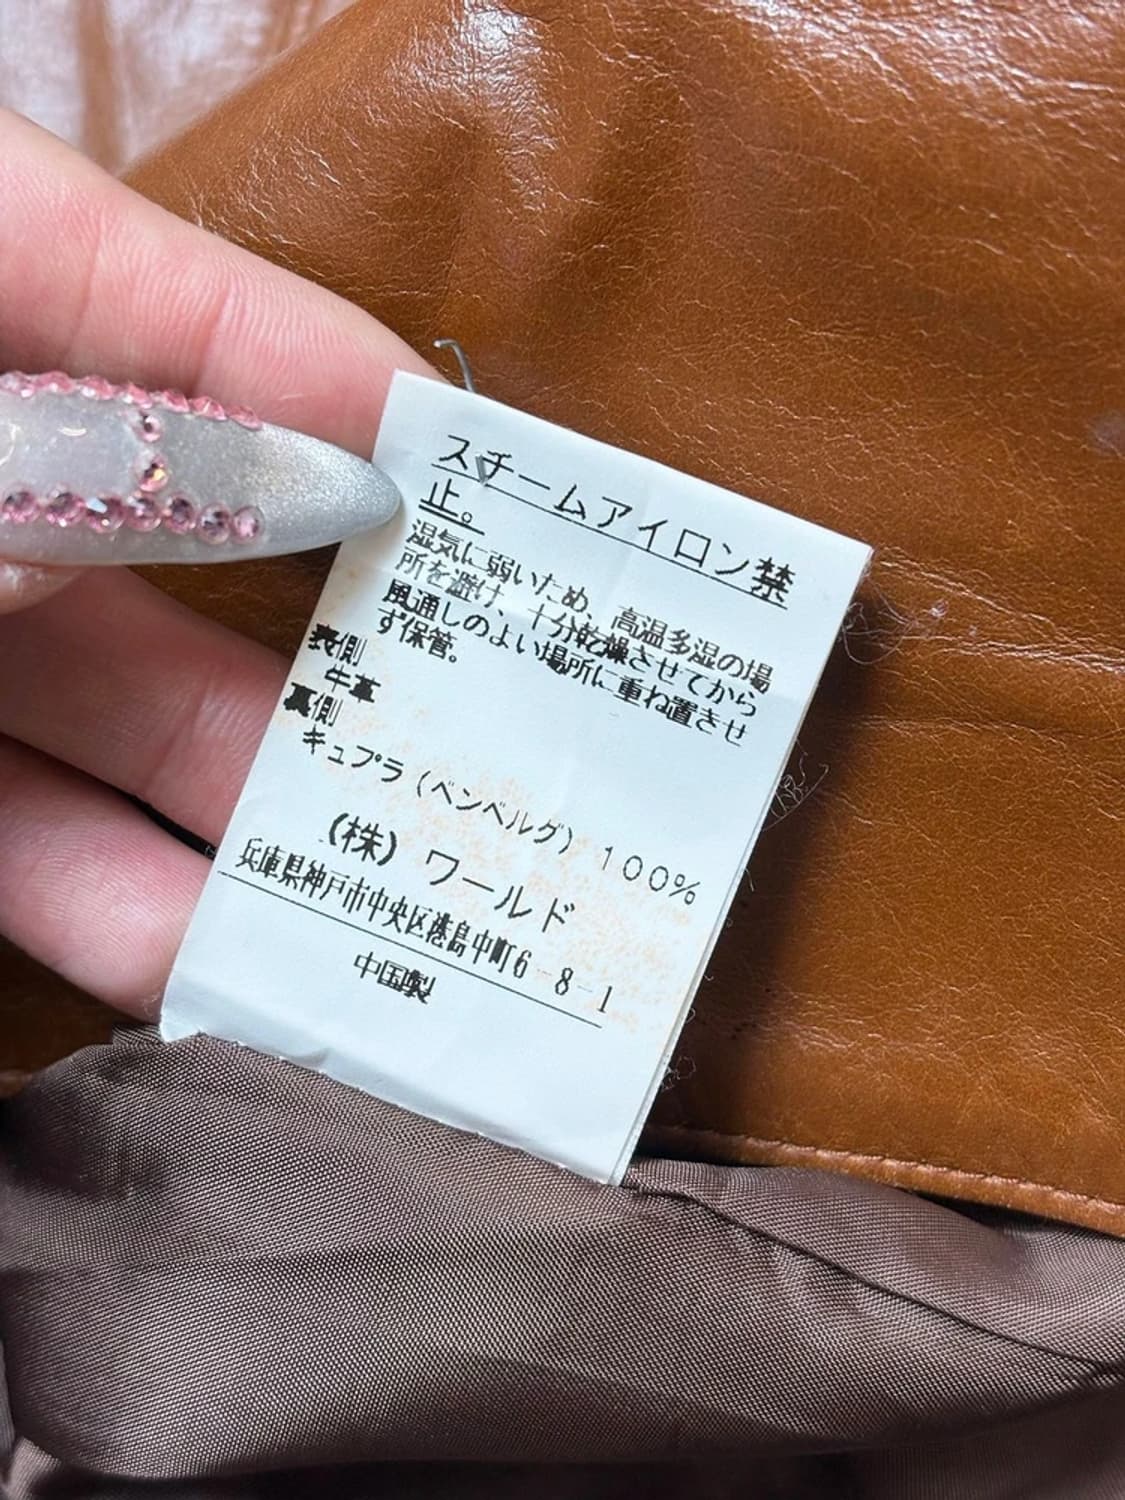 スチームアイロン禁
止。
湿気に弱いため、高温多湿の場
所を避け、十分乾燥させてから
風通しのよい場所に重ね置きせ
ず保管。
表側
牛革
裏側
キュプラ(ベンベルグ)100%
(株)ワールド
兵庫県神戸市中央区港島中町6-8-1
中国製